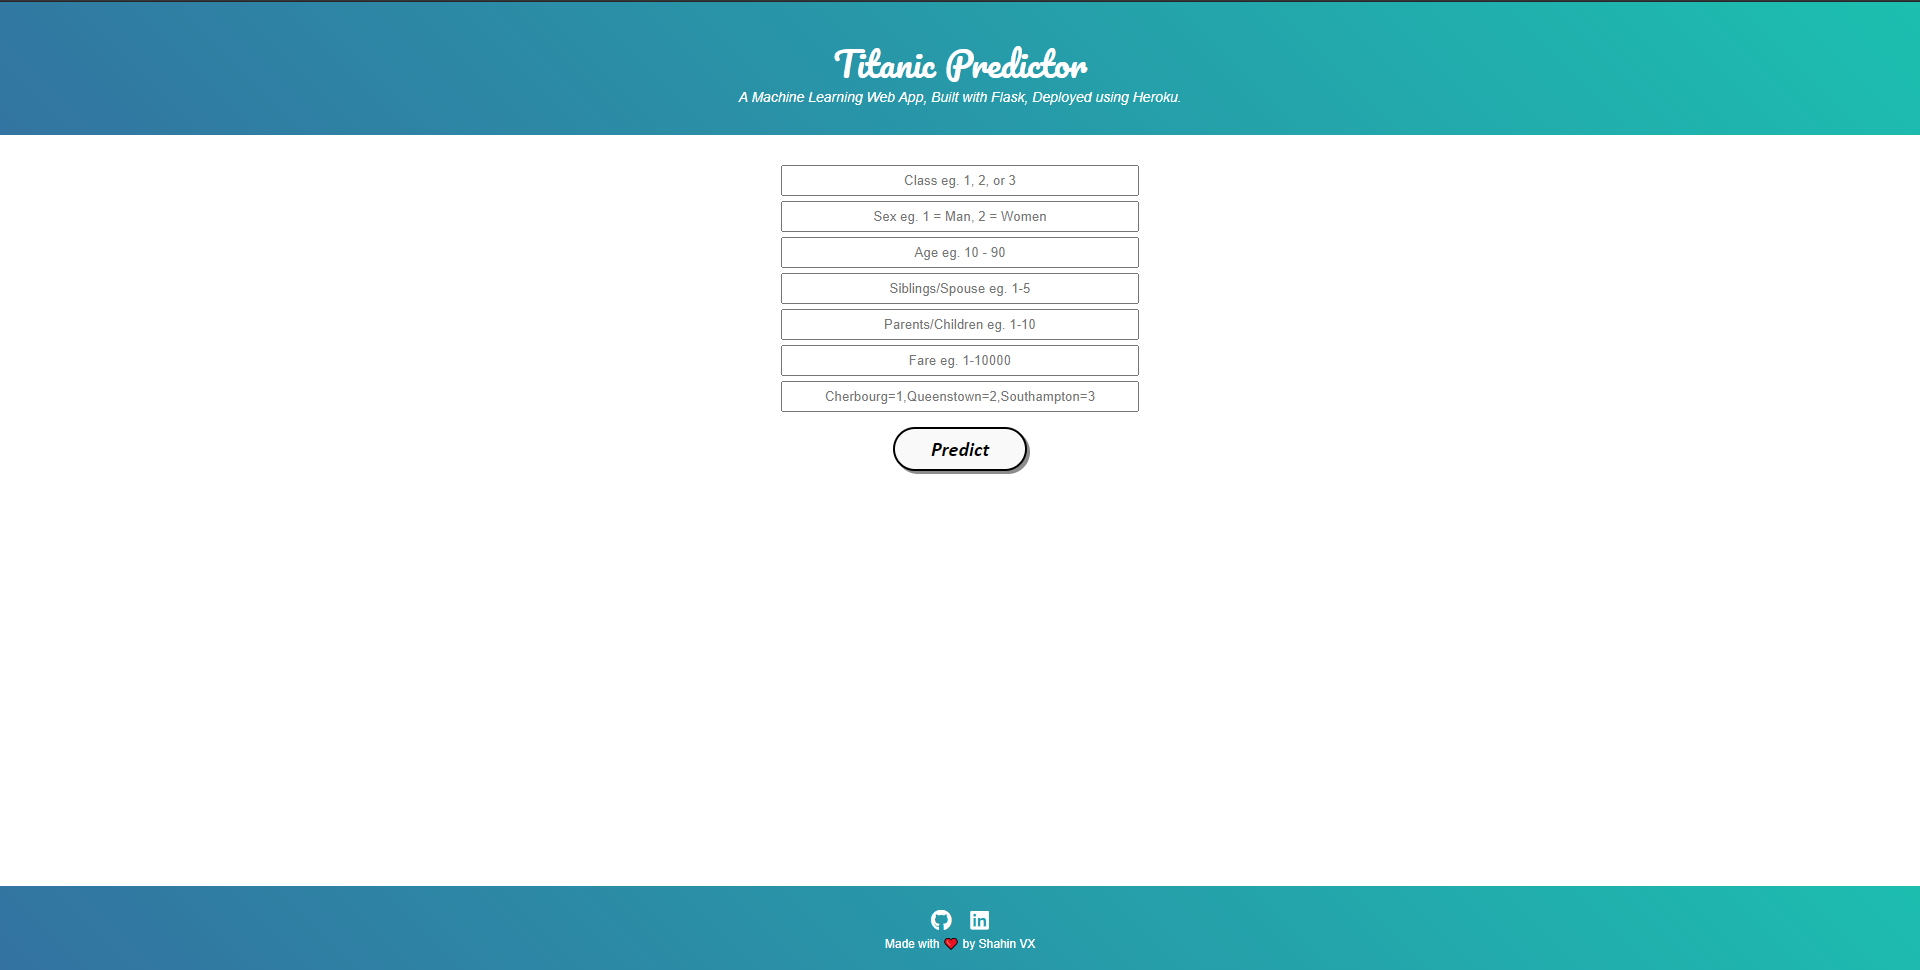 Titanic Predictor
A Machine Learning Web App, Built with Flask, Deployed using Heroku.
Class eg. 1, 2, or 3
Sex eg. 1 = Man, 2 = Women
Age eg. 10 - 90
Siblings/Spouse eg. 1-5
Parents/Children eg. 1-10
Fare eg. 1-10000
Cherbourg=1,Queenstown=2,Southampton=3
Predict
in
Made with ❤ by Shahin VX